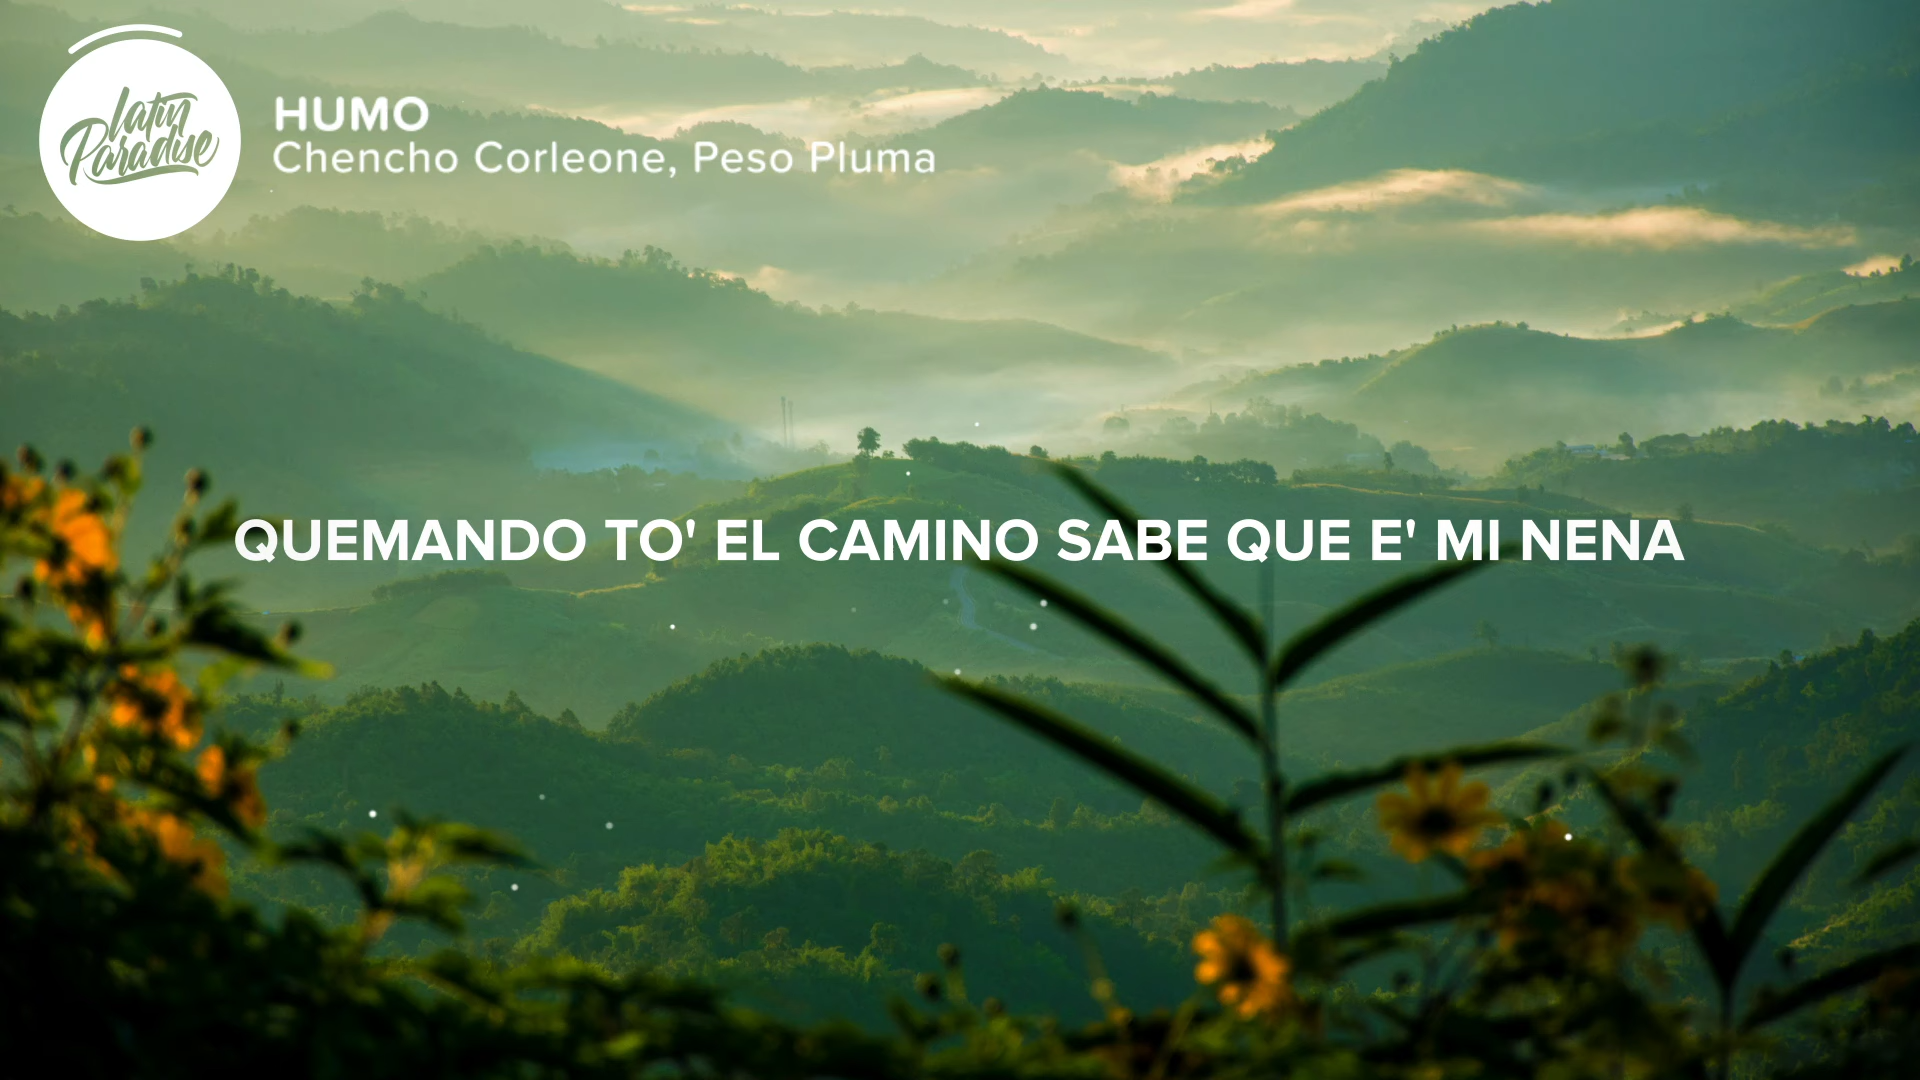 latin
Paradise
HUMO
Chencho Corleone, Peso Pluma
QUEMANDO TO' EL CAMINO SABE QUE E' MI NENA